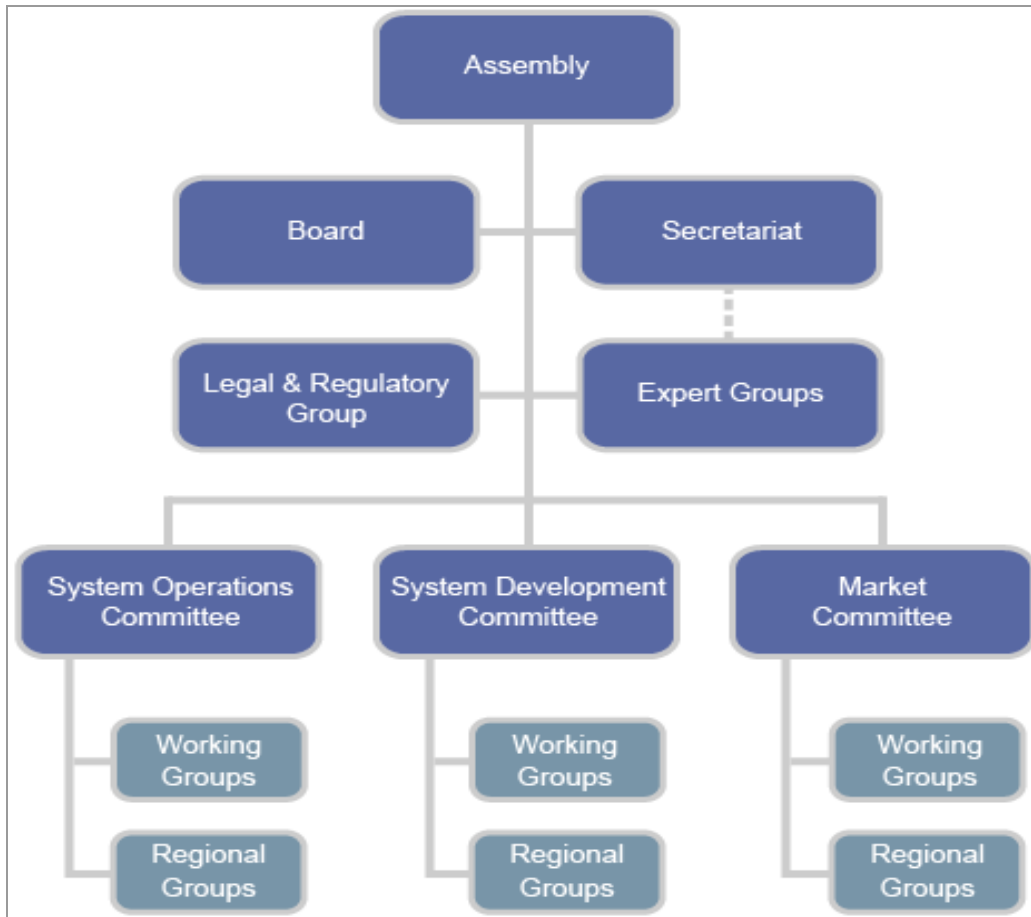 Assembly
Board
Secretariat
Legal & Regulatory
Group
Expert Groups
System Operations
Committee
System Development
Committee
Market
Committee
Working
Groups
Working
Groups
Working
Groups
Regional
Groups
Regional
Groups
Regional
Groups